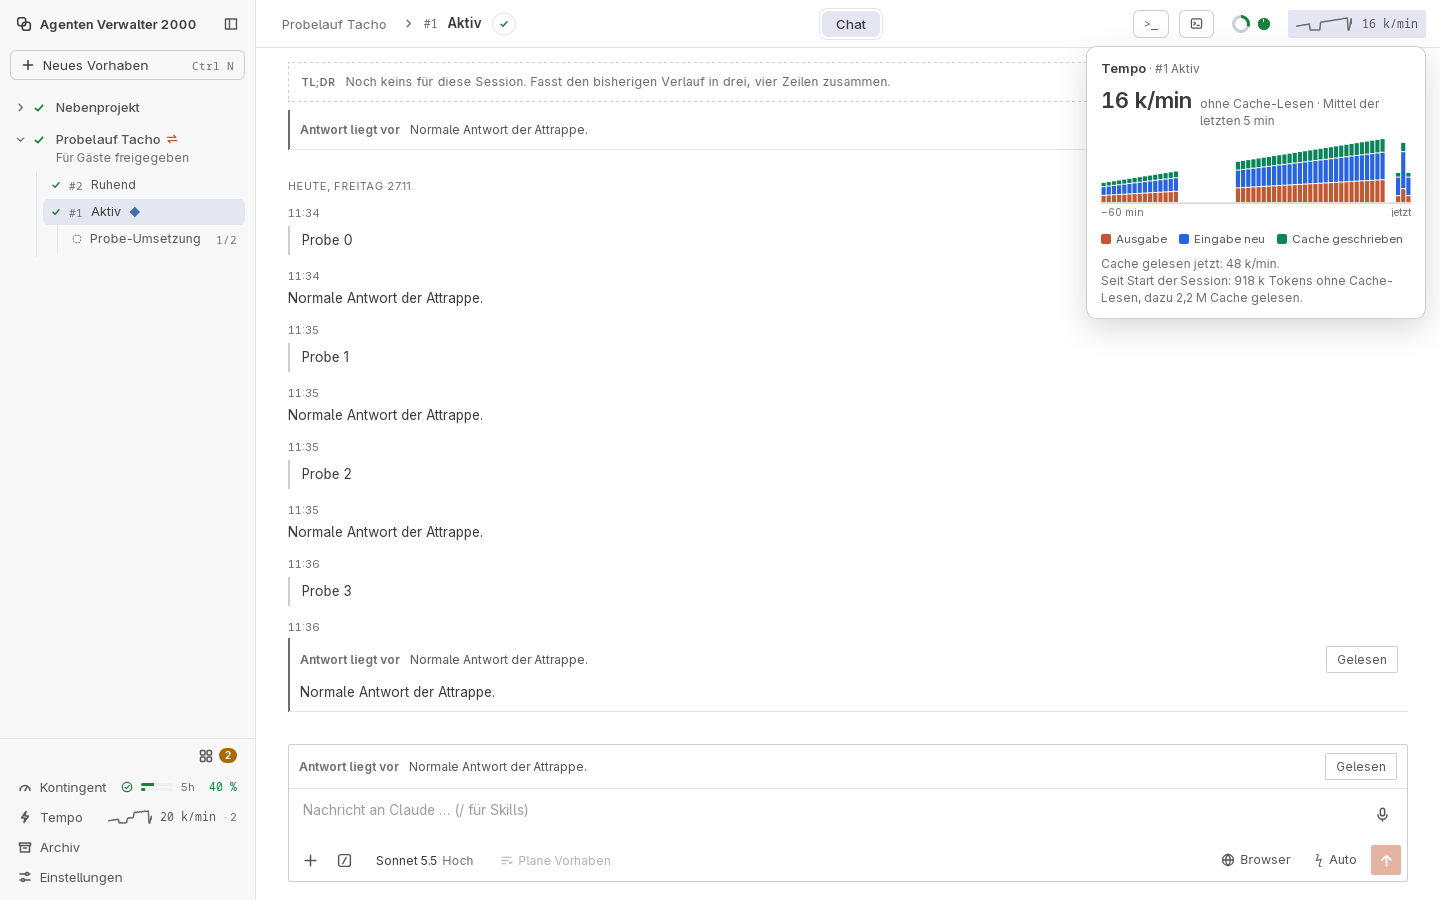 Agenten Verwalter 2000
Neues Vorhaben Ctrl N
Nebenprojekt
Probelauf Tacho
Für Gäste freigegeben
#2 Ruhend
#1 Aktiv
Probe-Umsetzung 1/2
2
Kontingent 5h 40 %
Tempo 20 k/min · 2
Archiv
Einstellungen
Probelauf Tacho #1 Aktiv
Chat
>_
16 k/min
TL;DR Noch keins für diese Session. Fasst den bisherigen Verlauf in drei, vier Zeilen zusammen.
Antwort liegt vor Normale Antwort der Attrappe.
HEUTE, FREITAG 27.11.
11:34
Probe 0
11:34
Normale Antwort der Attrappe.
11:35
Probe 1
11:35
Normale Antwort der Attrappe.
11:35
Probe 2
11:35
Normale Antwort der Attrappe.
11:36
Probe 3
11:36
Antwort liegt vor Normale Antwort der Attrappe. Gelesen
Normale Antwort der Attrappe.
Antwort liegt vor Normale Antwort der Attrappe. Gelesen
Nachricht an Claude … (/ für Skills)
Sonnet 5.5 Hoch Plane Vorhaben Browser Auto
Tempo · #1 Aktiv
16 k/min ohne Cache-Lesen · Mittel der
letzten 5 min
−60 min jetzt
Ausgabe Eingabe neu Cache geschrieben
Cache gelesen jetzt: 48 k/min.
Seit Start der Session: 918 k Tokens ohne Cache-
Lesen, dazu 2,2 M Cache gelesen.